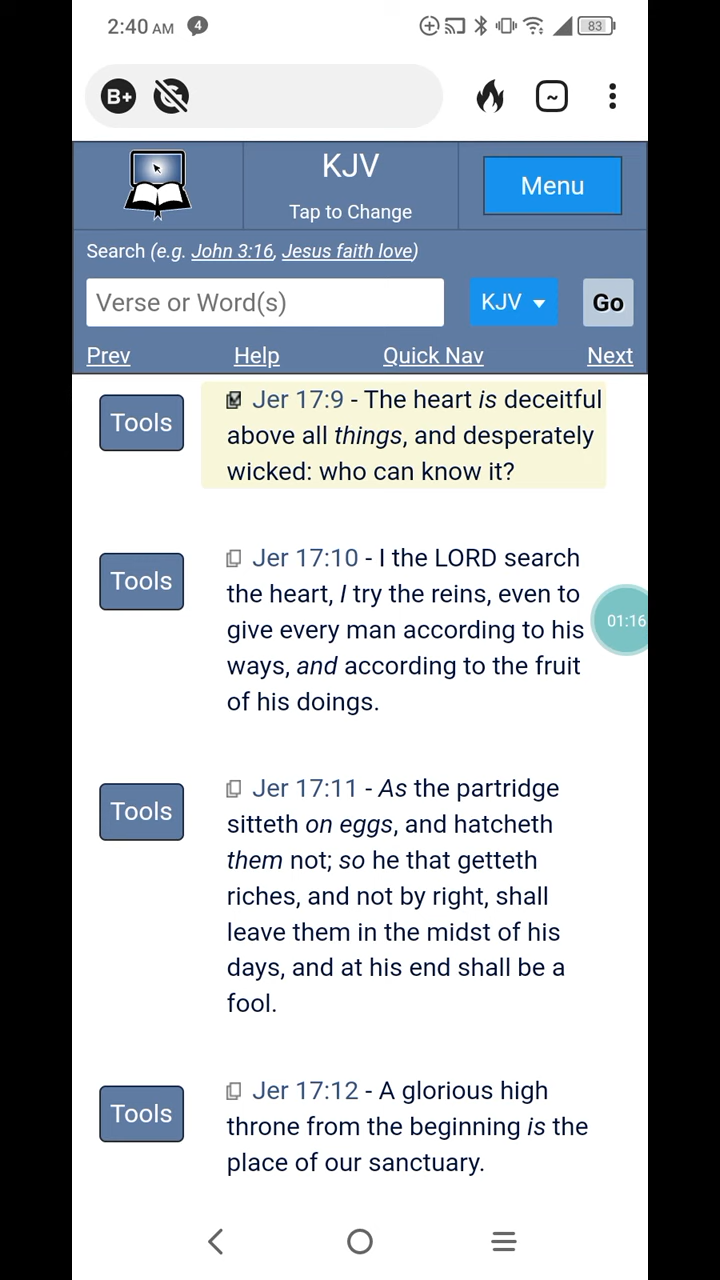 2:40 AM 4 83
B+
KJV
Tap to Change
Menu
Search (e.g. John 3:16, Jesus faith love)
Verse or Word(s) KJV Go
Prev Help Quick Nav Next
Tools
Jer 17:9 - The heart is deceitful
above all things, and desperately
wicked: who can know it?
Tools
Jer 17:10 - I the LORD search
the heart, I try the reins, even to
give every man according to his
ways, and according to the fruit
of his doings.
01:16
Tools
Jer 17:11 - As the partridge
sitteth on eggs, and hatcheth
them not; so he that getteth
riches, and not by right, shall
leave them in the midst of his
days, and at his end shall be a
fool.
Tools
Jer 17:12 - A glorious high
throne from the beginning is the
place of our sanctuary.